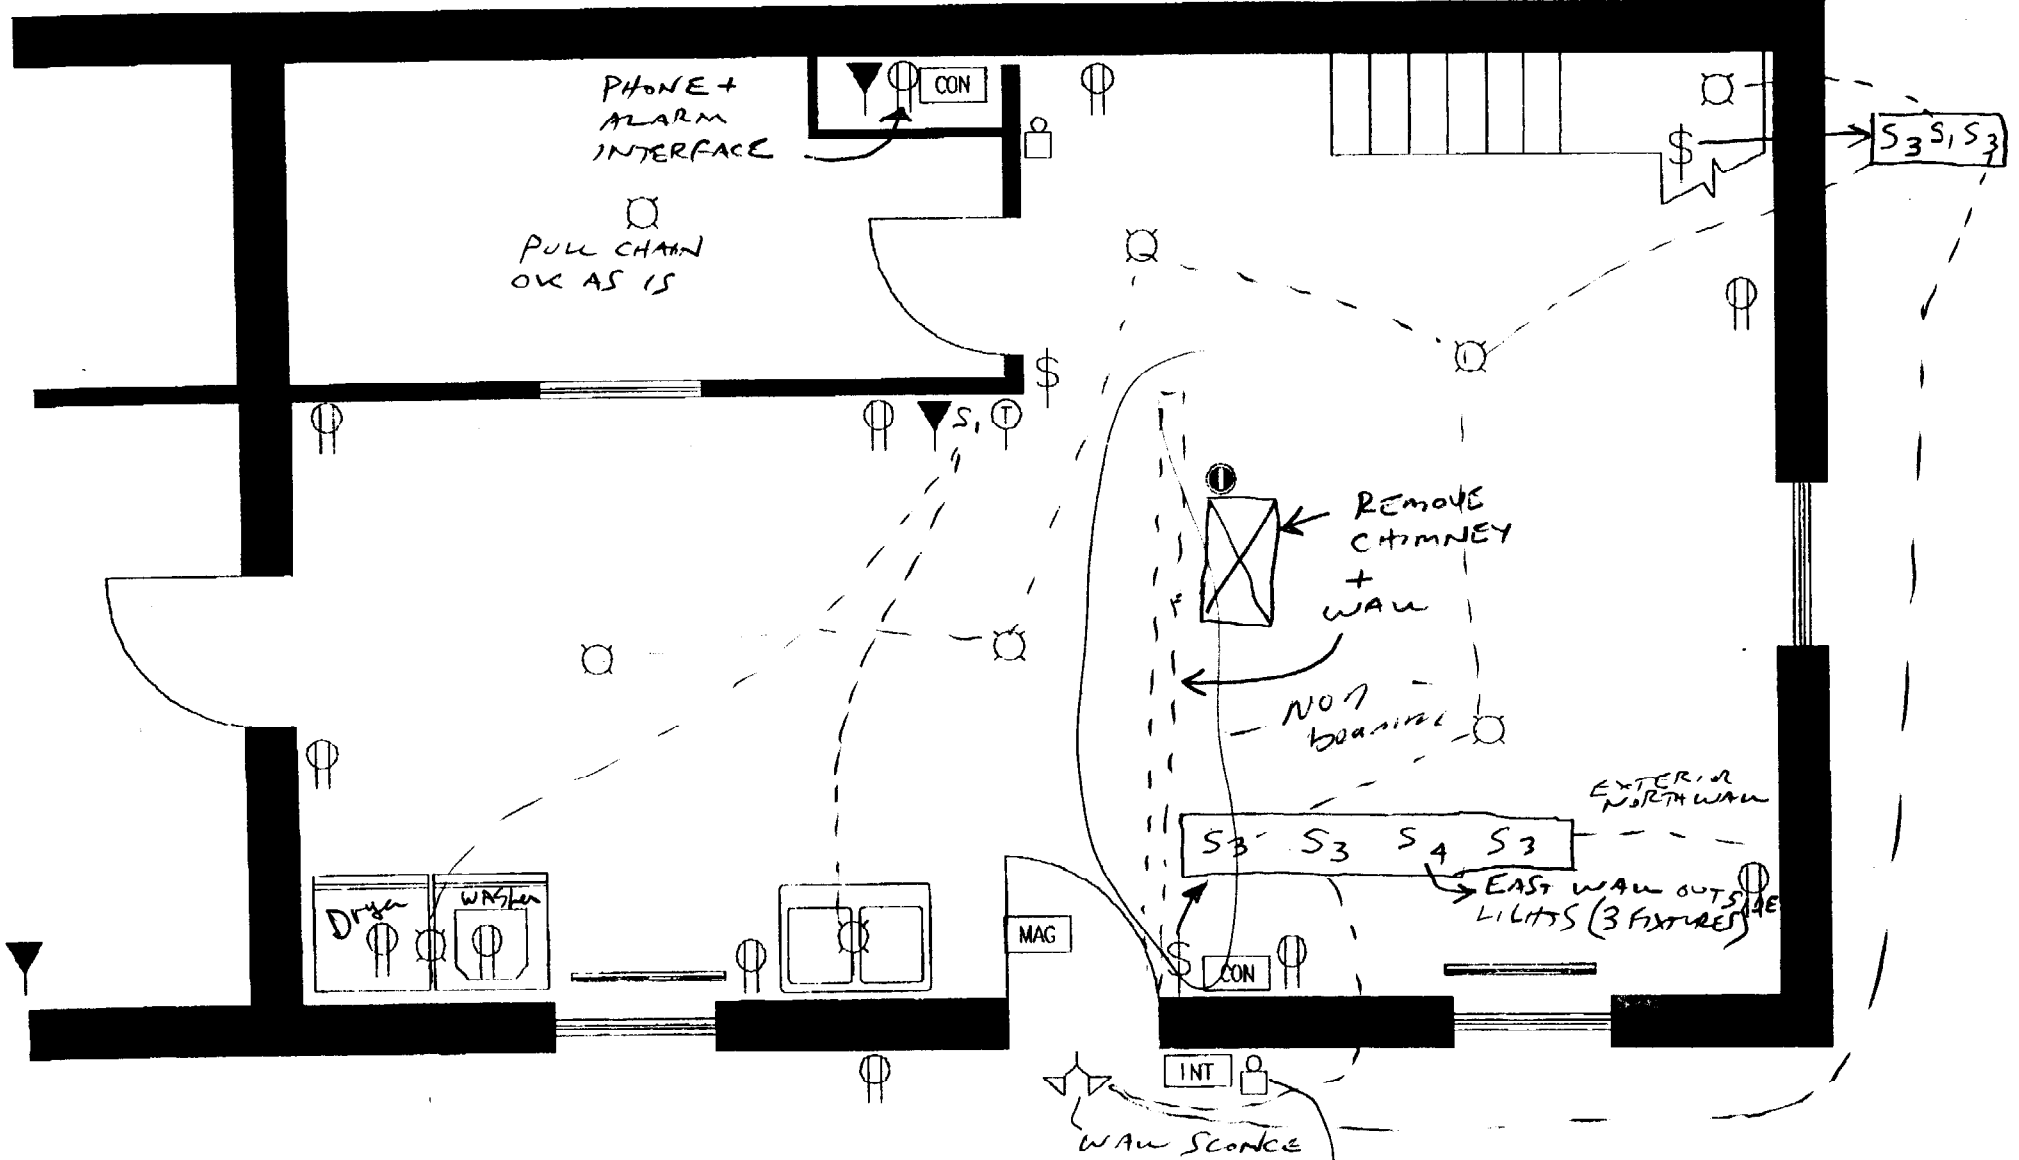 PHONE +
ALARM
INTERFACE
CON
$
S3 S1 S3
PULL CHAIN
OK AS IS
$
S1
T
REMOVE
CHIMNEY
+
WALL
NOT
EXTERIOR
NORTH WALL
S3 S3 S4 S3
EAST WALL OUTSIDE
LIGHTS (3 FIXTURES)
Dryer
WASHer
MAG
$
CON
INT
WALL SCONCE